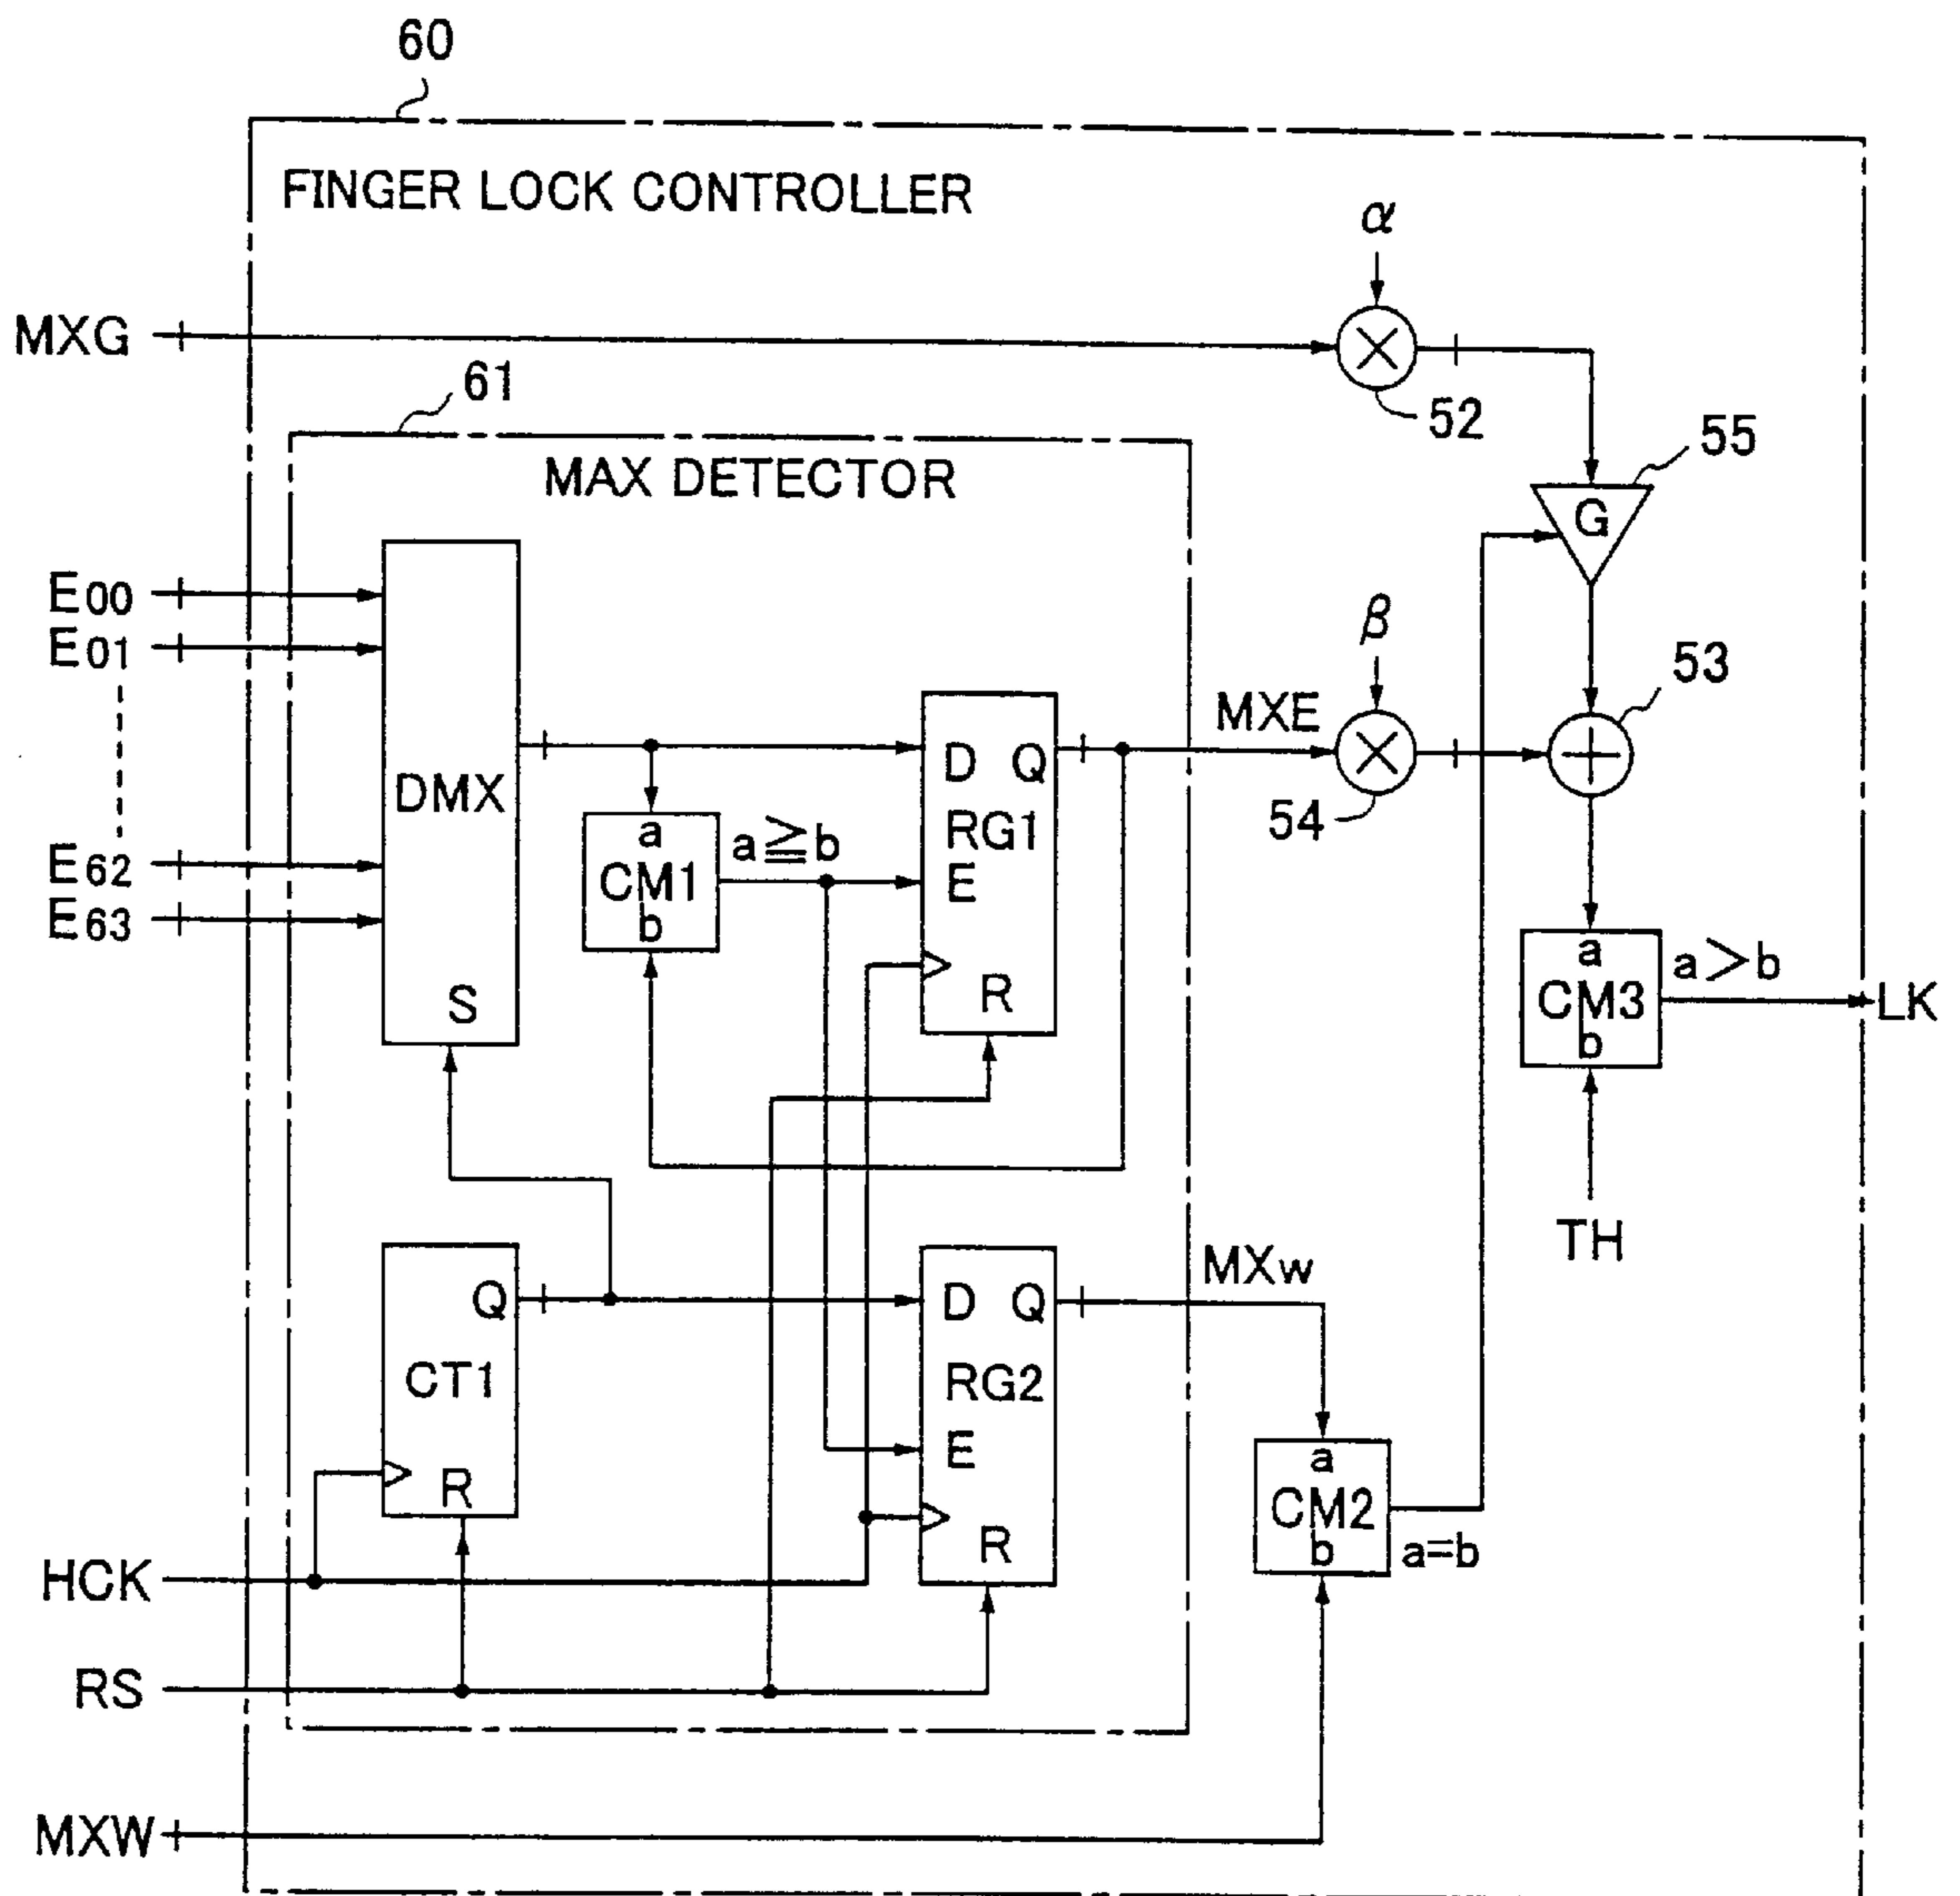 60
FINGER LOCK CONTROLLER
α
MXG
52
61
MAX DETECTOR
55
G
E00
E01
E62
E63
DMX
S
a
CM1
b
a≧b
D Q
RG1
E
R
MXE
β
54
53
a
CM3
b
a>b
LK
TH
Q
CT1
R
D Q
RG2
E
R
MXw
a
CM2
b
a=b
HCK
RS
MXW